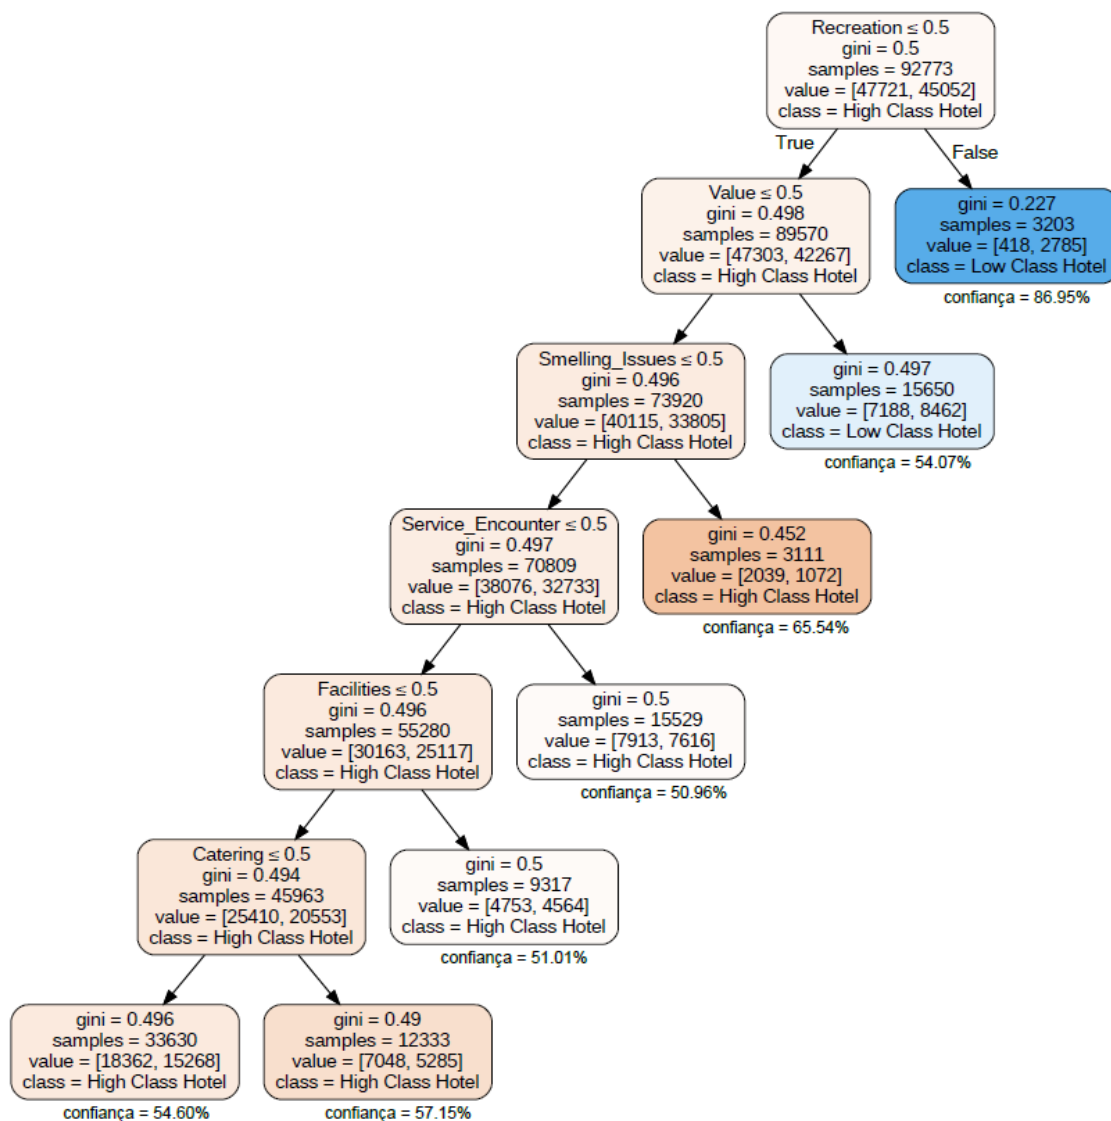 Recreation ≤ 0.5
gini = 0.5
samples = 92773
value = [47721, 45052]
class = High Class Hotel
True
False
Value ≤ 0.5
gini = 0.498
samples = 89570
value = [47303, 42267]
class = High Class Hotel
gini = 0.227
samples = 3203
value = [418, 2785]
class = Low Class Hotel
confiança = 86.95%
Smelling_Issues ≤ 0.5
gini = 0.496
samples = 73920
value = [40115, 33805]
class = High Class Hotel
gini = 0.497
samples = 15650
value = [7188, 8462]
class = Low Class Hotel
confiança = 54.07%
Service_Encounter ≤ 0.5
gini = 0.497
samples = 70809
value = [38076, 32733]
class = High Class Hotel
gini = 0.452
samples = 3111
value = [2039, 1072]
class = High Class Hotel
confiança = 65.54%
Facilities ≤ 0.5
gini = 0.496
samples = 55280
value = [30163, 25117]
class = High Class Hotel
gini = 0.5
samples = 15529
value = [7913, 7616]
class = High Class Hotel
confiança = 50.96%
Catering ≤ 0.5
gini = 0.494
samples = 45963
value = [25410, 20553]
class = High Class Hotel
gini = 0.5
samples = 9317
value = [4753, 4564]
class = High Class Hotel
confiança = 51.01%
gini = 0.496
samples = 33630
value = [18362, 15268]
class = High Class Hotel
confiança = 54.60%
gini = 0.49
samples = 12333
value = [7048, 5285]
class = High Class Hotel
confiança = 57.15%